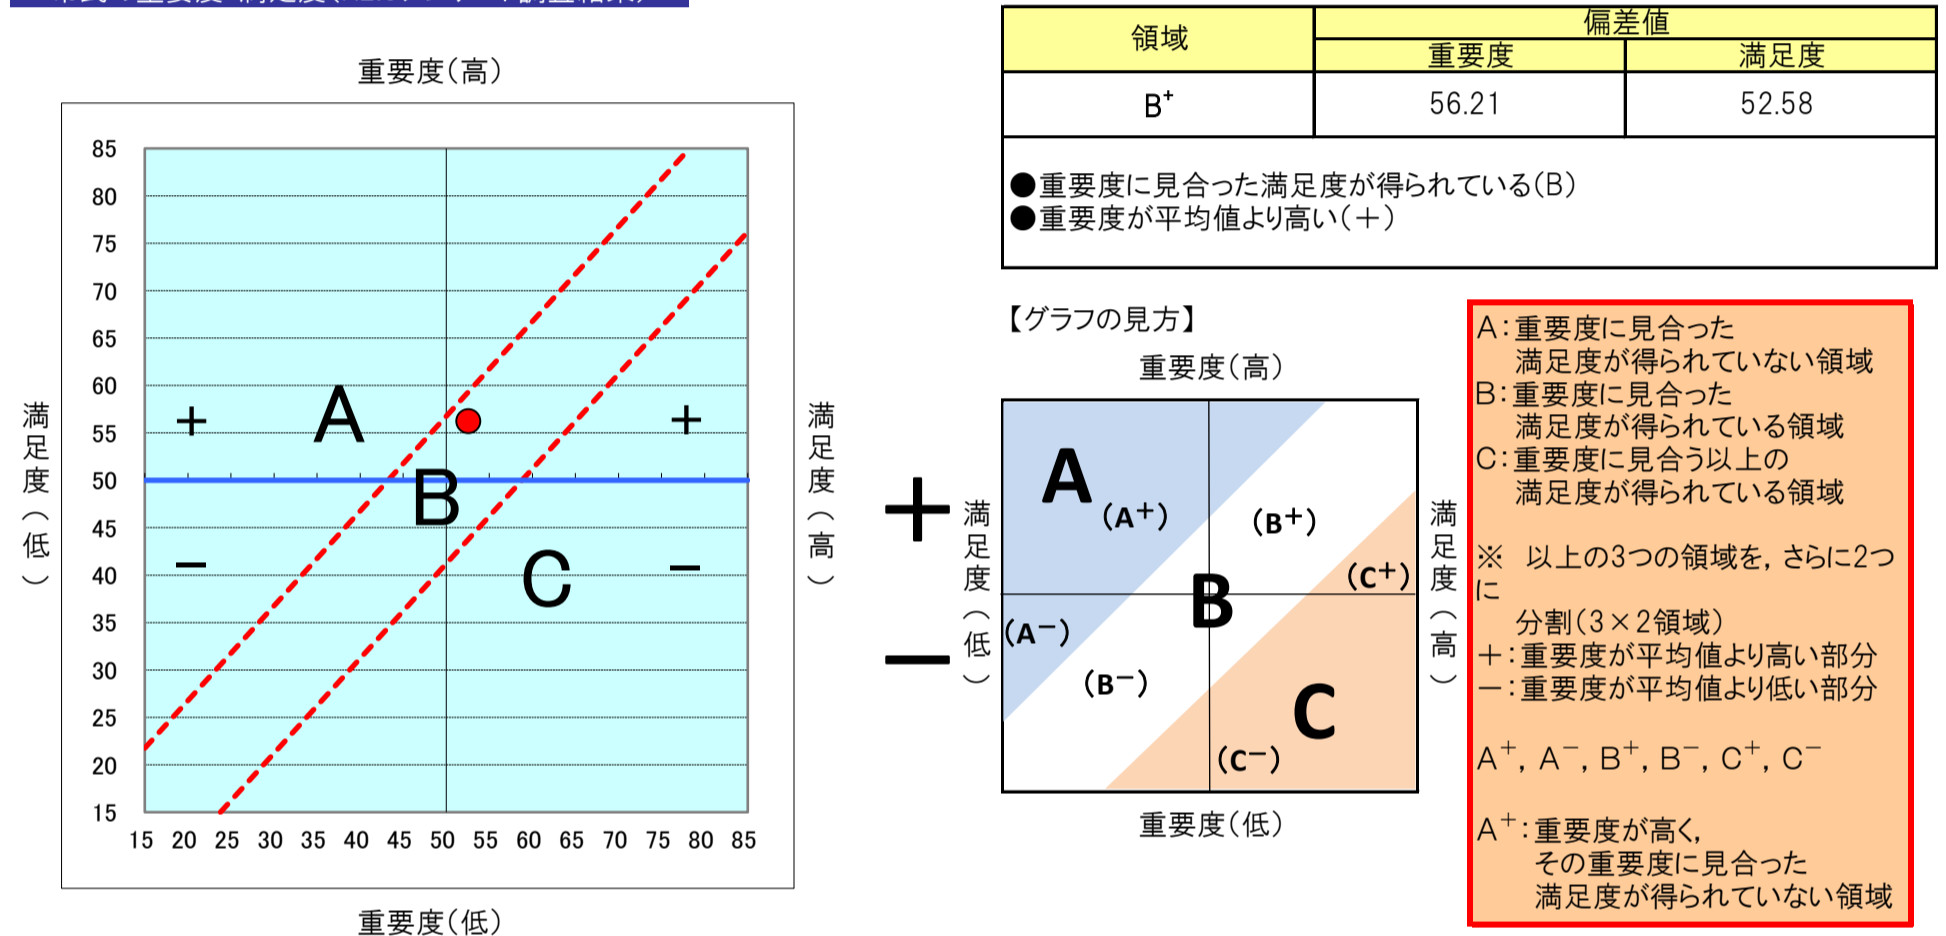 重要度(高)
85
80
75
70
65
60
55
50
45
40
35
30
25
20
15
15 20 25 30 35 40 45 50 55 60 65 70 75 80 85
A
B
C
+
+
−
−
満足度(低)
満足度(高)
重要度(低)
領域
偏差値
重要度 満足度
B⁺ 56.21 52.58
●重要度に見合った満足度が得られている(B)
●重要度が平均値より高い(+)
【グラフの見方】
重要度(高)
+
−
満足度(低)
A
(A⁺)
(B⁺)
(C⁺)
B
(A⁻)
(B⁻)
C
(C⁻)
満足度(高)
重要度(低)
A:重要度に見合った
満足度が得られていない領域
B:重要度に見合った
満足度が得られている領域
C:重要度に見合う以上の
満足度が得られている領域
※ 以上の3つの領域を,さらに2つ
に
分割(3×2領域)
+:重要度が平均値より高い部分
−:重要度が平均値より低い部分
A⁺, A⁻, B⁺, B⁻, C⁺, C⁻
A⁺:重要度が高く,
その重要度に見合った
満足度が得られていない領域